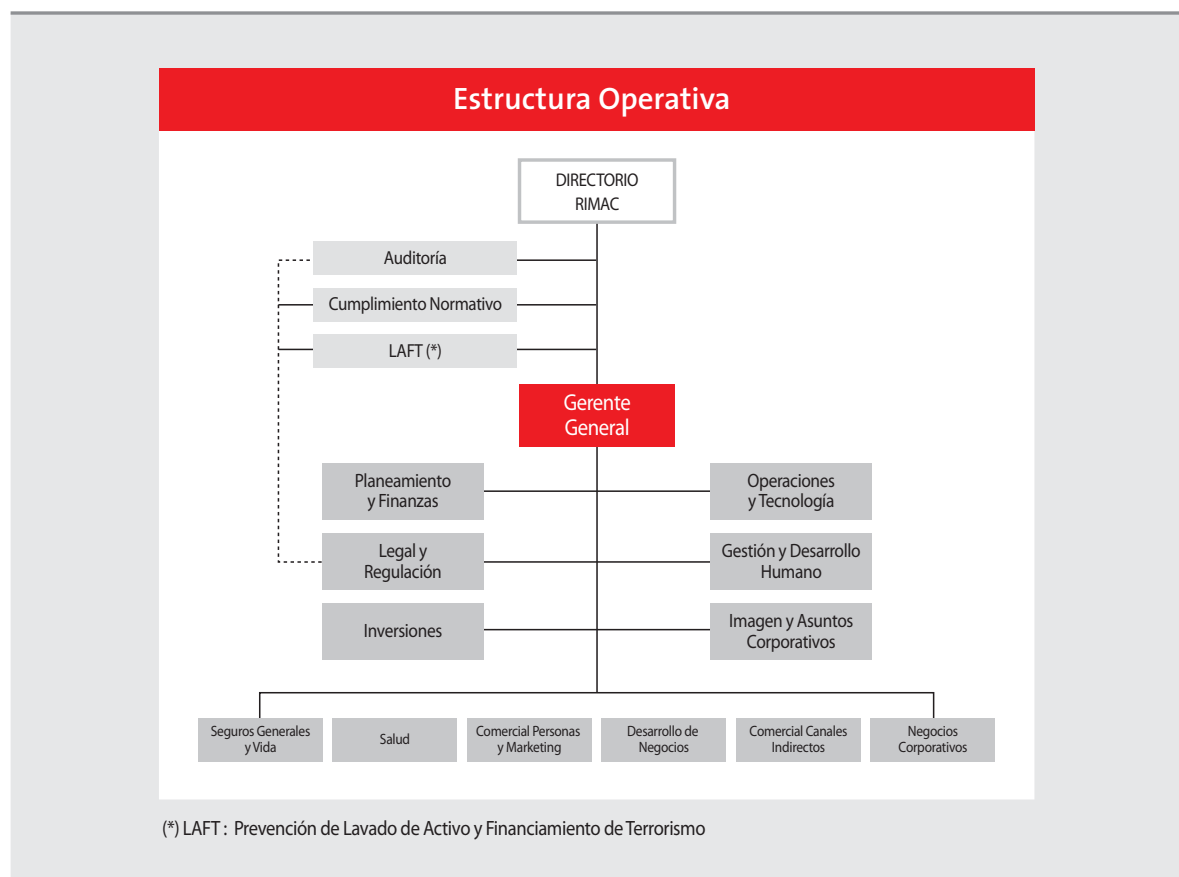 Estructura Operativa
DIRECTORIO
RIMAC
Auditoría
Cumplimiento Normativo
LAFT (*)
Gerente
General
Planeamiento
y Finanzas
Operaciones
y Tecnología
Legal y
Regulación
Gestión y Desarrollo
Humano
Inversiones
Imagen y Asuntos
Corporativos
Seguros Generales
y Vida
Salud
Comercial Personas
y Marketing
Desarrollo de
Negocios
Comercial Canales
Indirectos
Negocios
Corporativos
(*) LAFT : Prevención de Lavado de Activo y Financiamiento de Terrorismo